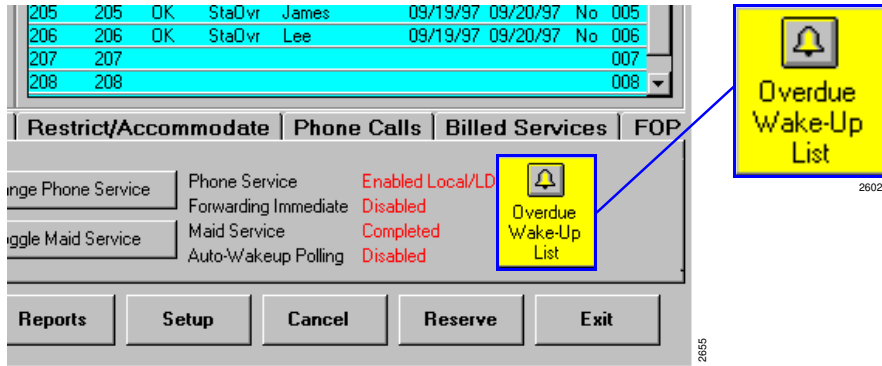 205 205 OK StaOvr James 09/19/97 09/20/97 No 005
206 206 OK StaOvr Lee 09/19/97 09/20/97 No 006
207 207 007
208 208 008
Restrict/Accommodate Phone Calls Billed Services FOP
ange Phone Service
oggle Maid Service
Phone Service Enabled Local/LD
Forwarding Immediate Disabled
Maid Service Completed
Auto-Wakeup Polling Disabled
Overdue
Wake-Up
List
Reports Setup Cancel Reserve Exit
2655
Overdue
Wake-Up
List
2602